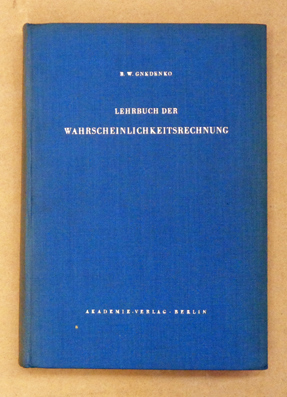 B. W. GNEDENKO
LEHRBUCH DER
WAHRSCHEINLICHKEITSRECHNUNG
AKADEMIE-VERLAG · BERLIN